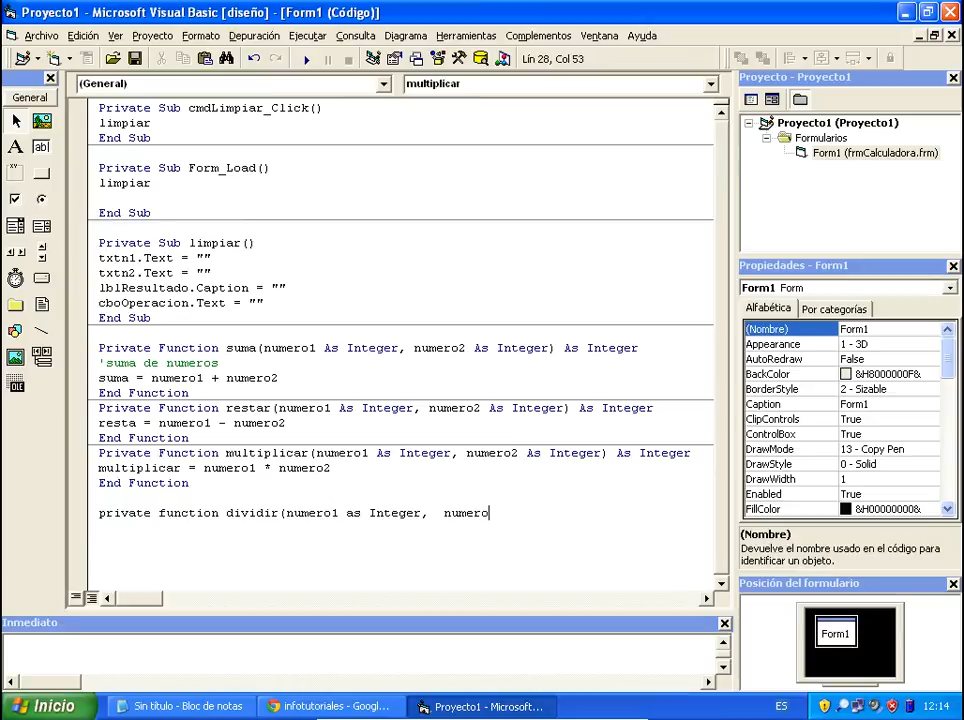 Proyecto1 - Microsoft Visual Basic [diseño] - [Form1 (Código)]
Archivo Edición Ver Proyecto Formato Depuración Ejecutar Consulta Diagrama Herramientas Complementos Ventana Ayuda
Lín 28, Col 53
General
A
ab|
OLE
(General)
multiplicar
Private Sub cmdLimpiar_Click()
limpiar
End Sub
Private Sub Form_Load()
limpiar
End Sub
Private Sub limpiar()
txtn1.Text = ""
txtn2.Text = ""
lblResultado.Caption = ""
cboOperacion.Text = ""
End Sub
Private Function suma(numero1 As Integer, numero2 As Integer) As Integer
'suma de numeros
suma = numero1 + numero2
End Function
Private Function restar(numero1 As Integer, numero2 As Integer) As Integer
resta = numero1 - numero2
End Function
Private Function multiplicar(numero1 As Integer, numero2 As Integer) As Integer
multiplicar = numero1 * numero2
End Function
private function dividir(numero1 as Integer,  numero
Inmediato
Proyecto - Proyecto1
Proyecto1 (Proyecto1)
Formularios
Form1 (frmCalculadora.frm)
Propiedades - Form1
Form1 Form
Alfabética Por categorías
(Nombre) Form1
Appearance 1 - 3D
AutoRedraw False
BackColor &H8000000F&
BorderStyle 2 - Sizable
Caption Form1
ClipControls True
ControlBox True
DrawMode 13 - Copy Pen
DrawStyle 0 - Solid
DrawWidth 1
Enabled True
FillColor &H00000000&
(Nombre)
Devuelve el nombre usado en el código para
identificar un objeto.
Posición del formulario
Form1
Inicio
Sin título - Bloc de notas
infotutoriales - Googl...
Proyecto1 - Microsoft...
ES
12:14